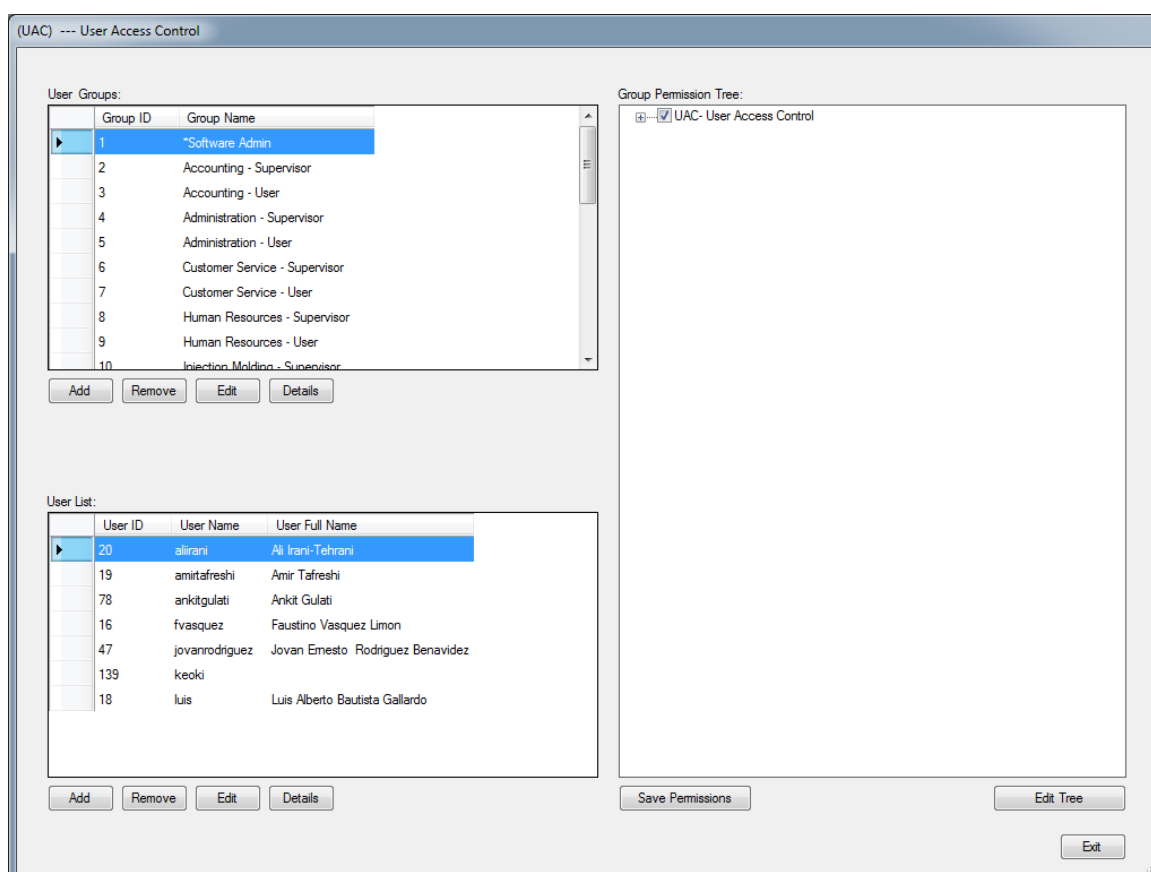 (UAC) --- User Access Control
User Groups:
Group ID Group Name
1 *Software Admin
2 Accounting - Supervisor
3 Accounting - User
4 Administration - Supervisor
5 Administration - User
6 Customer Service - Supervisor
7 Customer Service - User
8 Human Resources - Supervisor
9 Human Resources - User
10 Injection Molding - Supervisor
Add Remove Edit Details
User List:
User ID User Name User Full Name
20 aliirani Ali Irani-Tehrani
19 amirtafreshi Amir Tafreshi
78 ankitgulati Ankit Gulati
16 fvasquez Faustino Vasquez Limon
47 jovanrodriguez Jovan Ernesto Rodriguez Benavidez
139 keoki
18 luis Luis Alberto Bautista Gallardo
Add Remove Edit Details
Group Permission Tree:
UAC- User Access Control
Save Permissions Edit Tree
Exit